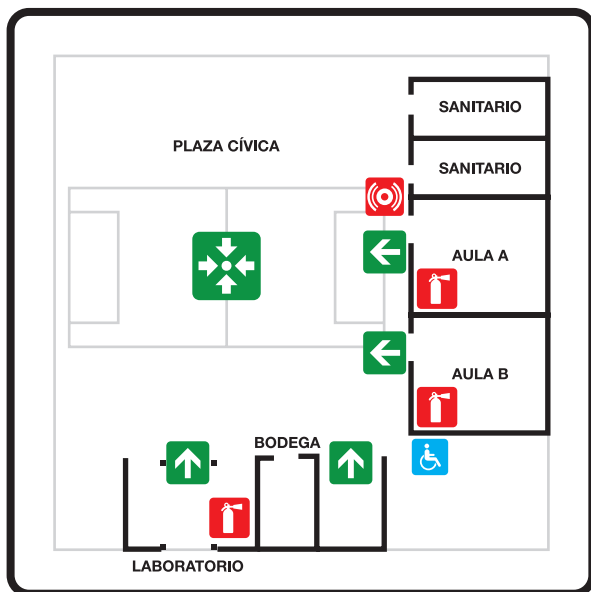 SANITARIO
PLAZA CÍVICA
SANITARIO
AULA A
AULA B
BODEGA
LABORATORIO